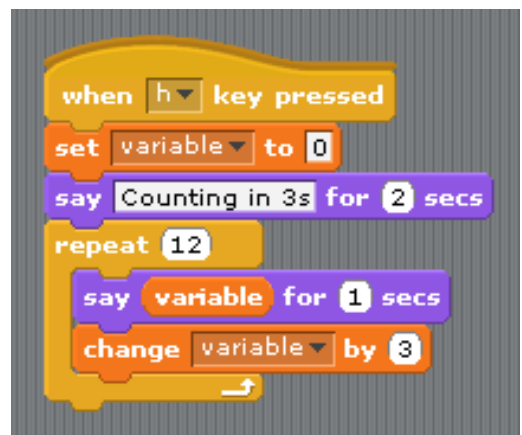 when h key pressed
set variable to 0
say Counting in 3s for 2 secs
repeat 12
say variable for 1 secs
change variable by 3